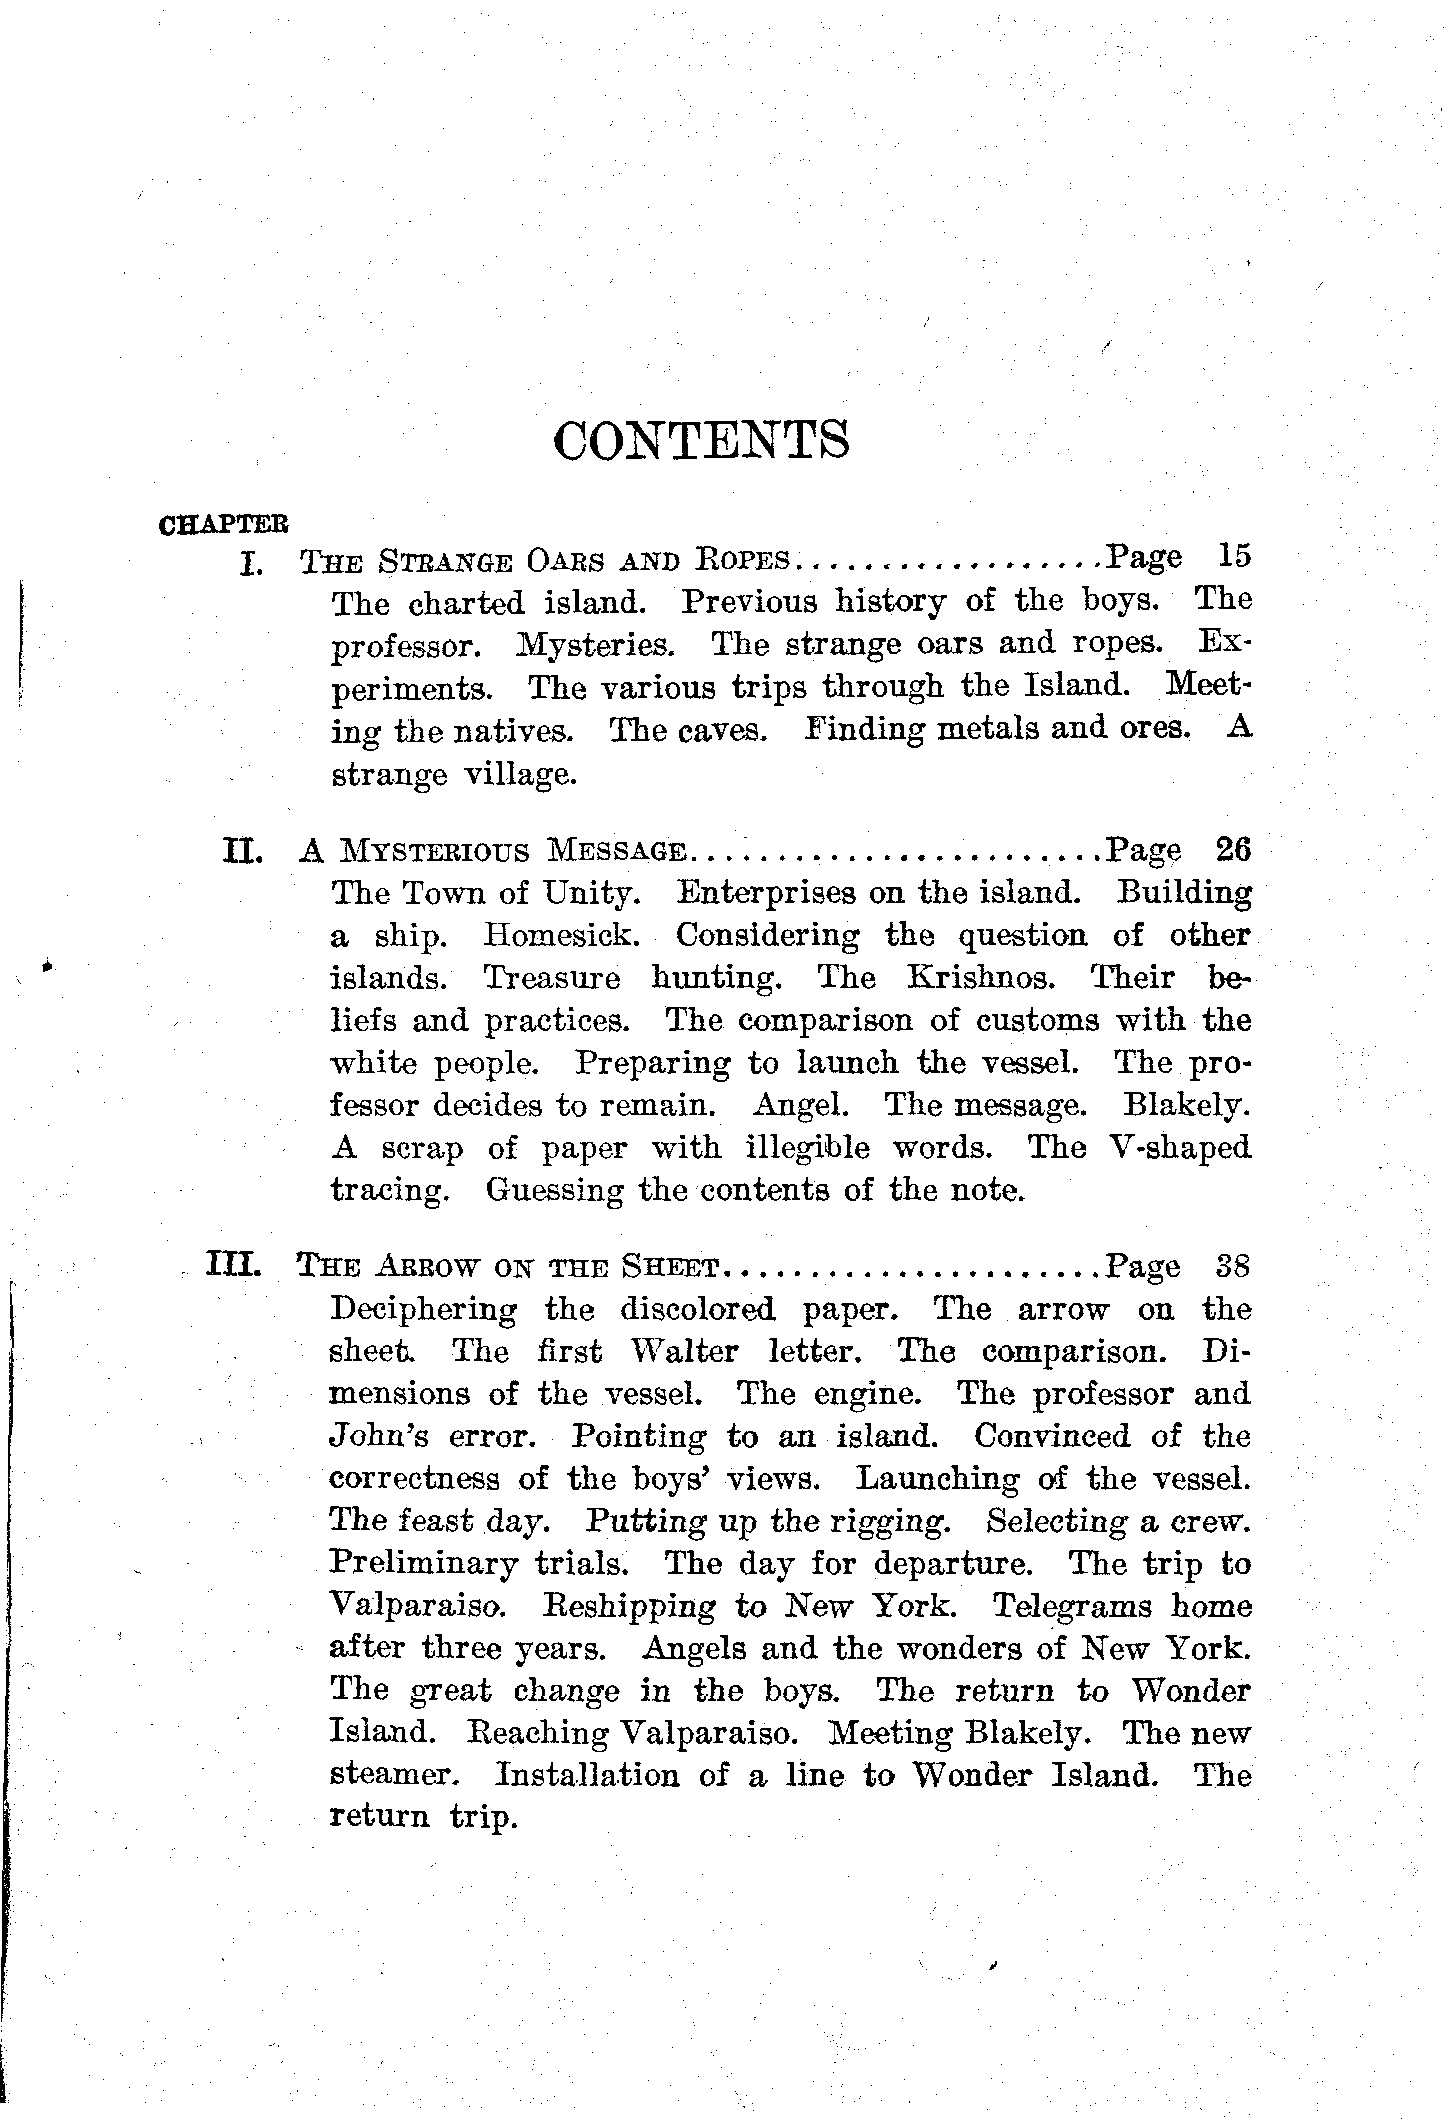 CONTENTS
CHAPTER
I. THE STRANGE OARS AND ROPES..................Page 15
The charted island. Previous history of the boys. The
professor. Mysteries. The strange oars and ropes. Ex-
periments. The various trips through the Island. Meet-
ing the natives. The caves. Finding metals and ores. A
strange village.
II. A MYSTERIOUS MESSAGE........................Page 26
The Town of Unity. Enterprises on the island. Building
a ship. Homesick. Considering the question of other
islands. Treasure hunting. The Krishnos. Their be-
liefs and practices. The comparison of customs with the
white people. Preparing to launch the vessel. The pro-
fessor decides to remain. Angel. The message. Blakely.
A scrap of paper with illegible words. The V-shaped
tracing. Guessing the contents of the note.
III. THE ARROW ON THE SHEET......................Page 38
Deciphering the discolored paper. The arrow on the
sheet. The first Walter letter. The comparison. Di-
mensions of the vessel. The engine. The professor and
John's error. Pointing to an island. Convinced of the
correctness of the boys' views. Launching of the vessel.
The feast day. Putting up the rigging. Selecting a crew.
Preliminary trials. The day for departure. The trip to
Valparaiso. Reshipping to New York. Telegrams home
after three years. Angels and the wonders of New York.
The great change in the boys. The return to Wonder
Island. Reaching Valparaiso. Meeting Blakely. The new
steamer. Installation of a line to Wonder Island. The
return trip.